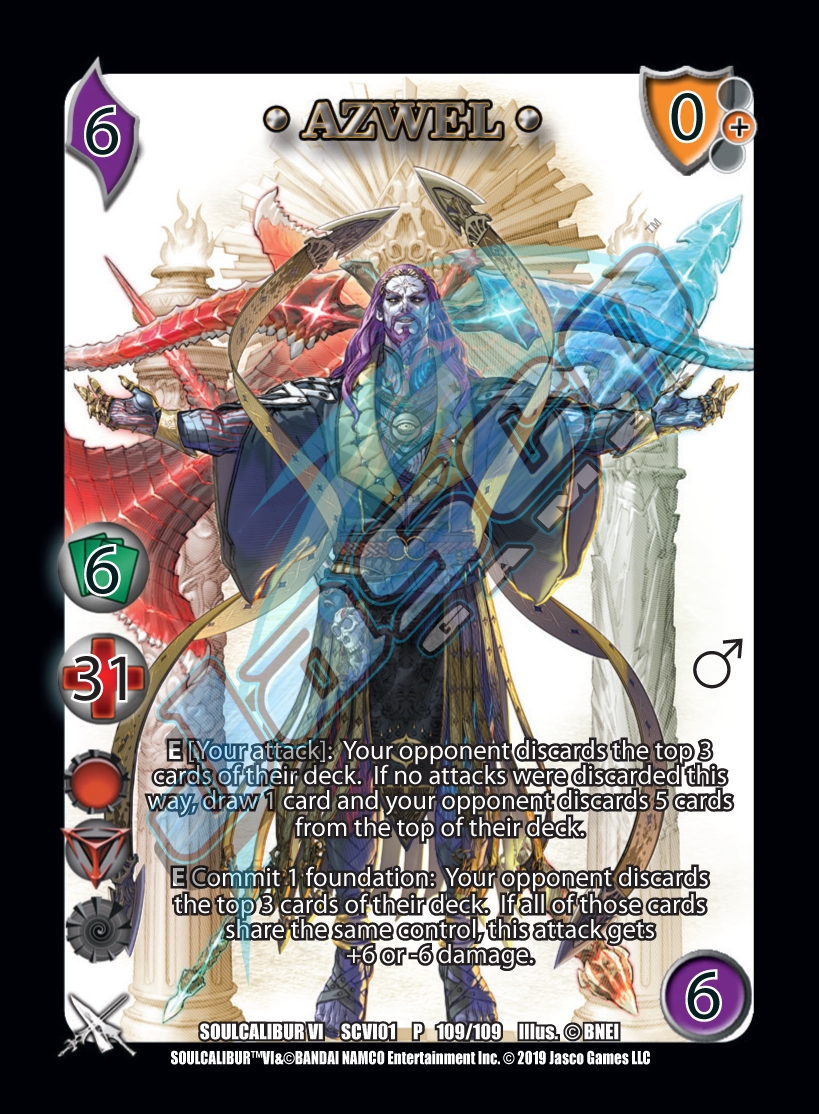 6
• AZWEL •
0
+
TM
JASCO
GAMES
6
31
E [Your attack]: Your opponent discards the top 3
cards of their deck. If no attacks were discarded this
way, draw 1 card and your opponent discards 5 cards
from the top of their deck.
E Commit 1 foundation: Your opponent discards
the top 3 cards of their deck. If all of those cards
share the same control, this attack gets
+6 or -6 damage.
6
SOULCALIBUR VI SCVI01 P 109/109 Illus. © BNEI
SOULCALIBUR™VI&©BANDAI NAMCO Entertainment Inc. © 2019 Jasco Games LLC